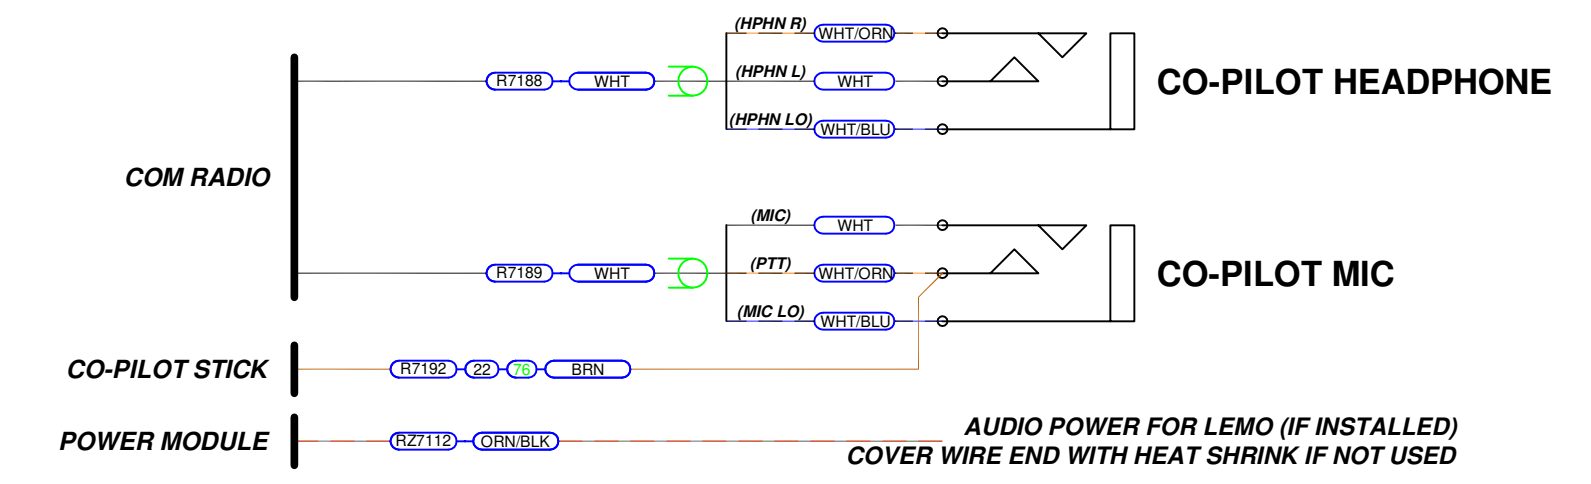 (HPHN R) WHT/ORN
R7188 WHT (HPHN L) WHT CO-PILOT HEADPHONE
(HPHN LO) WHT/BLU
COM RADIO
(MIC) WHT
R7189 WHT (PTT) WHT/ORN CO-PILOT MIC
(MIC LO) WHT/BLU
CO-PILOT STICK R7192 22 76 BRN
POWER MODULE RZ7112 ORN/BLK
AUDIO POWER FOR LEMO (IF INSTALLED)
COVER WIRE END WITH HEAT SHRINK IF NOT USED